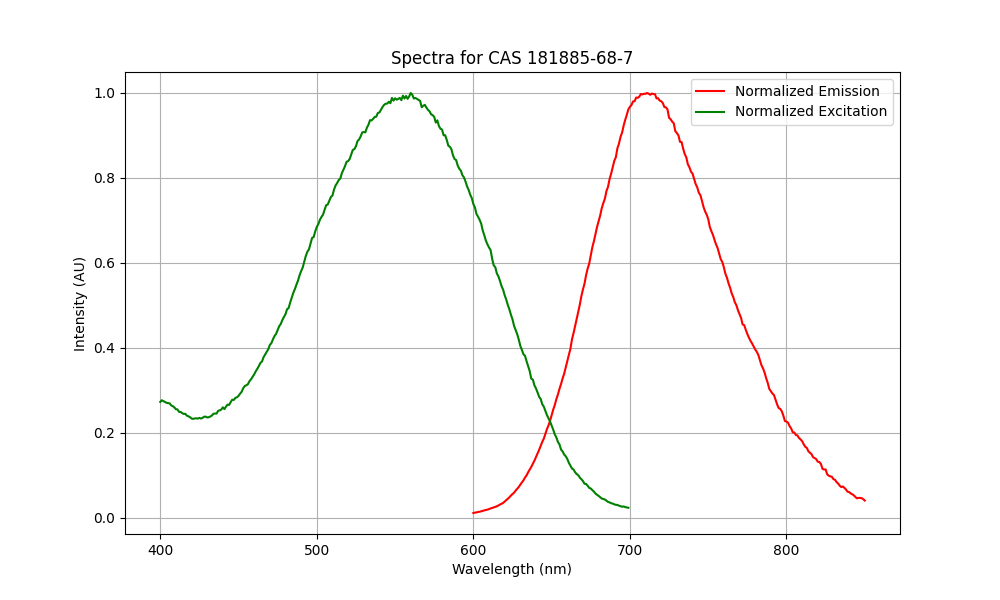 Spectra for CAS 181885-68-7
Normalized Emission
Normalized Excitation
1.0
0.8
0.6
0.4
0.2
0.0
Intensity (AU)
400 500 600 700 800
Wavelength (nm)